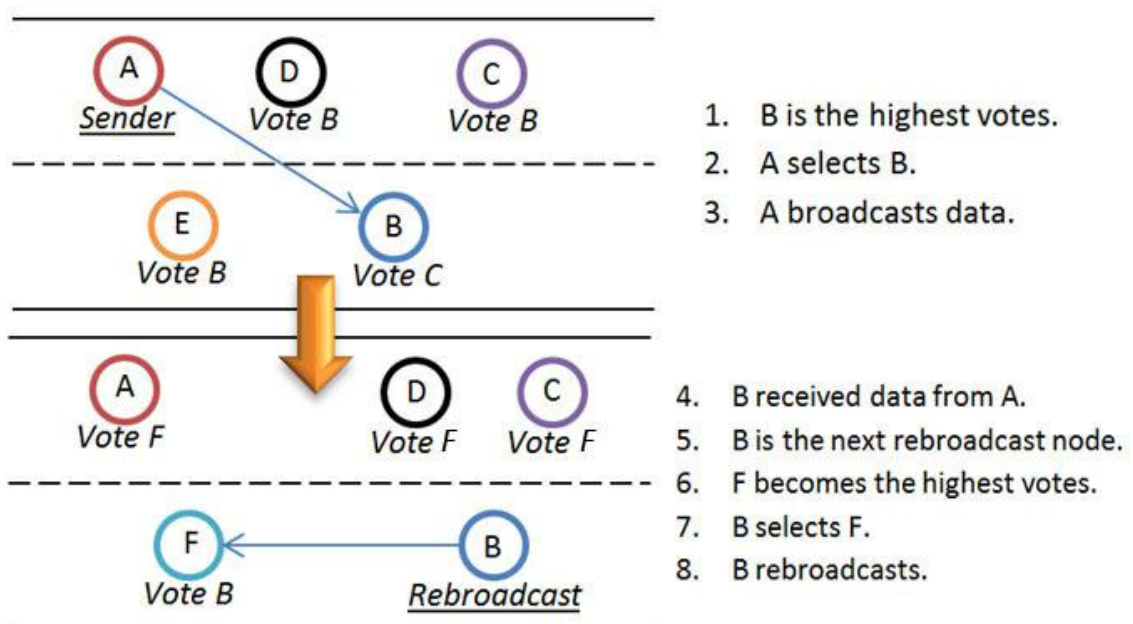 A
D
C
Sender
Vote B
Vote B
E
B
Vote B
Vote C
1. B is the highest votes.
2. A selects B.
3. A broadcasts data.
A
D
C
Vote F
Vote F
Vote F
F
B
Vote B
Rebroadcast
4. B received data from A.
5. B is the next rebroadcast node.
6. F becomes the highest votes.
7. B selects F.
8. B rebroadcasts.